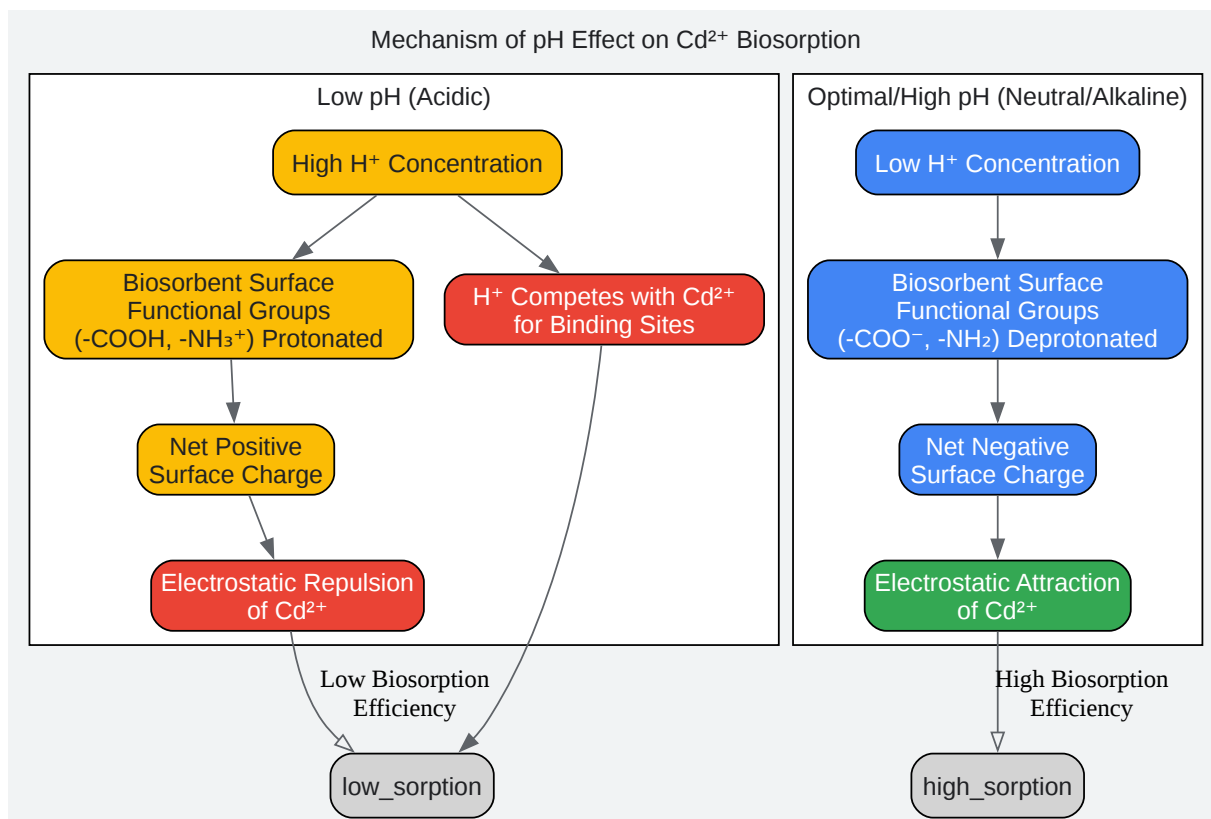 Mechanism of pH Effect on Cd²⁺ Biosorption
Low pH (Acidic)
High H⁺ Concentration
Biosorbent Surface
Functional Groups
(-COOH, -NH₃⁺) Protonated
H⁺ Competes with Cd²⁺
for Binding Sites
Net Positive
Surface Charge
Electrostatic Repulsion
of Cd²⁺
Low Biosorption
Efficiency
low_sorption
Optimal/High pH (Neutral/Alkaline)
Low H⁺ Concentration
Biosorbent Surface
Functional Groups
(-COO⁻, -NH₂) Deprotonated
Net Negative
Surface Charge
Electrostatic Attraction
of Cd²⁺
High Biosorption
Efficiency
high_sorption